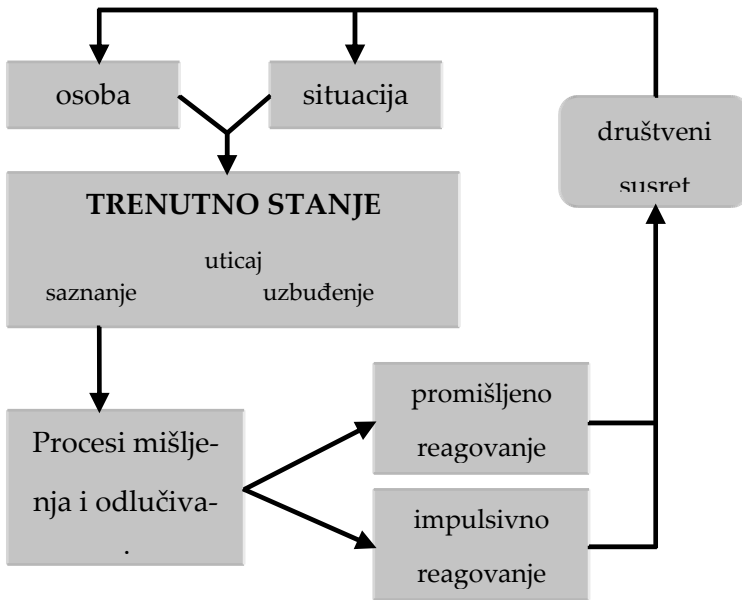 osoba
situacija
društveni
susret
TRENUTNO STANJE
uticaj
saznanje uzbuđenje
Procesi mišlje-
nja i odlučiva-
.
promišljeno
reagovanje
impulsivno
reagovanje